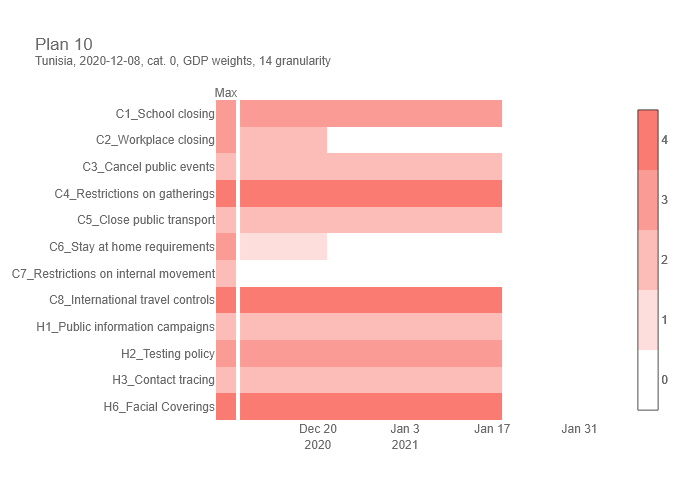 Plan 10
Tunisia, 2020-12-08, cat. 0, GDP weights, 14 granularity
Max
C1_School closing
C2_Workplace closing
C3_Cancel public events
C4_Restrictions on gatherings
C5_Close public transport
C6_Stay at home requirements
C7_Restrictions on internal movement
C8_International travel controls
H1_Public information campaigns
H2_Testing policy
H3_Contact tracing
H6_Facial Coverings
Dec 20 Jan 3 Jan 17 Jan 31
2020 2021
4
3
2
1
0